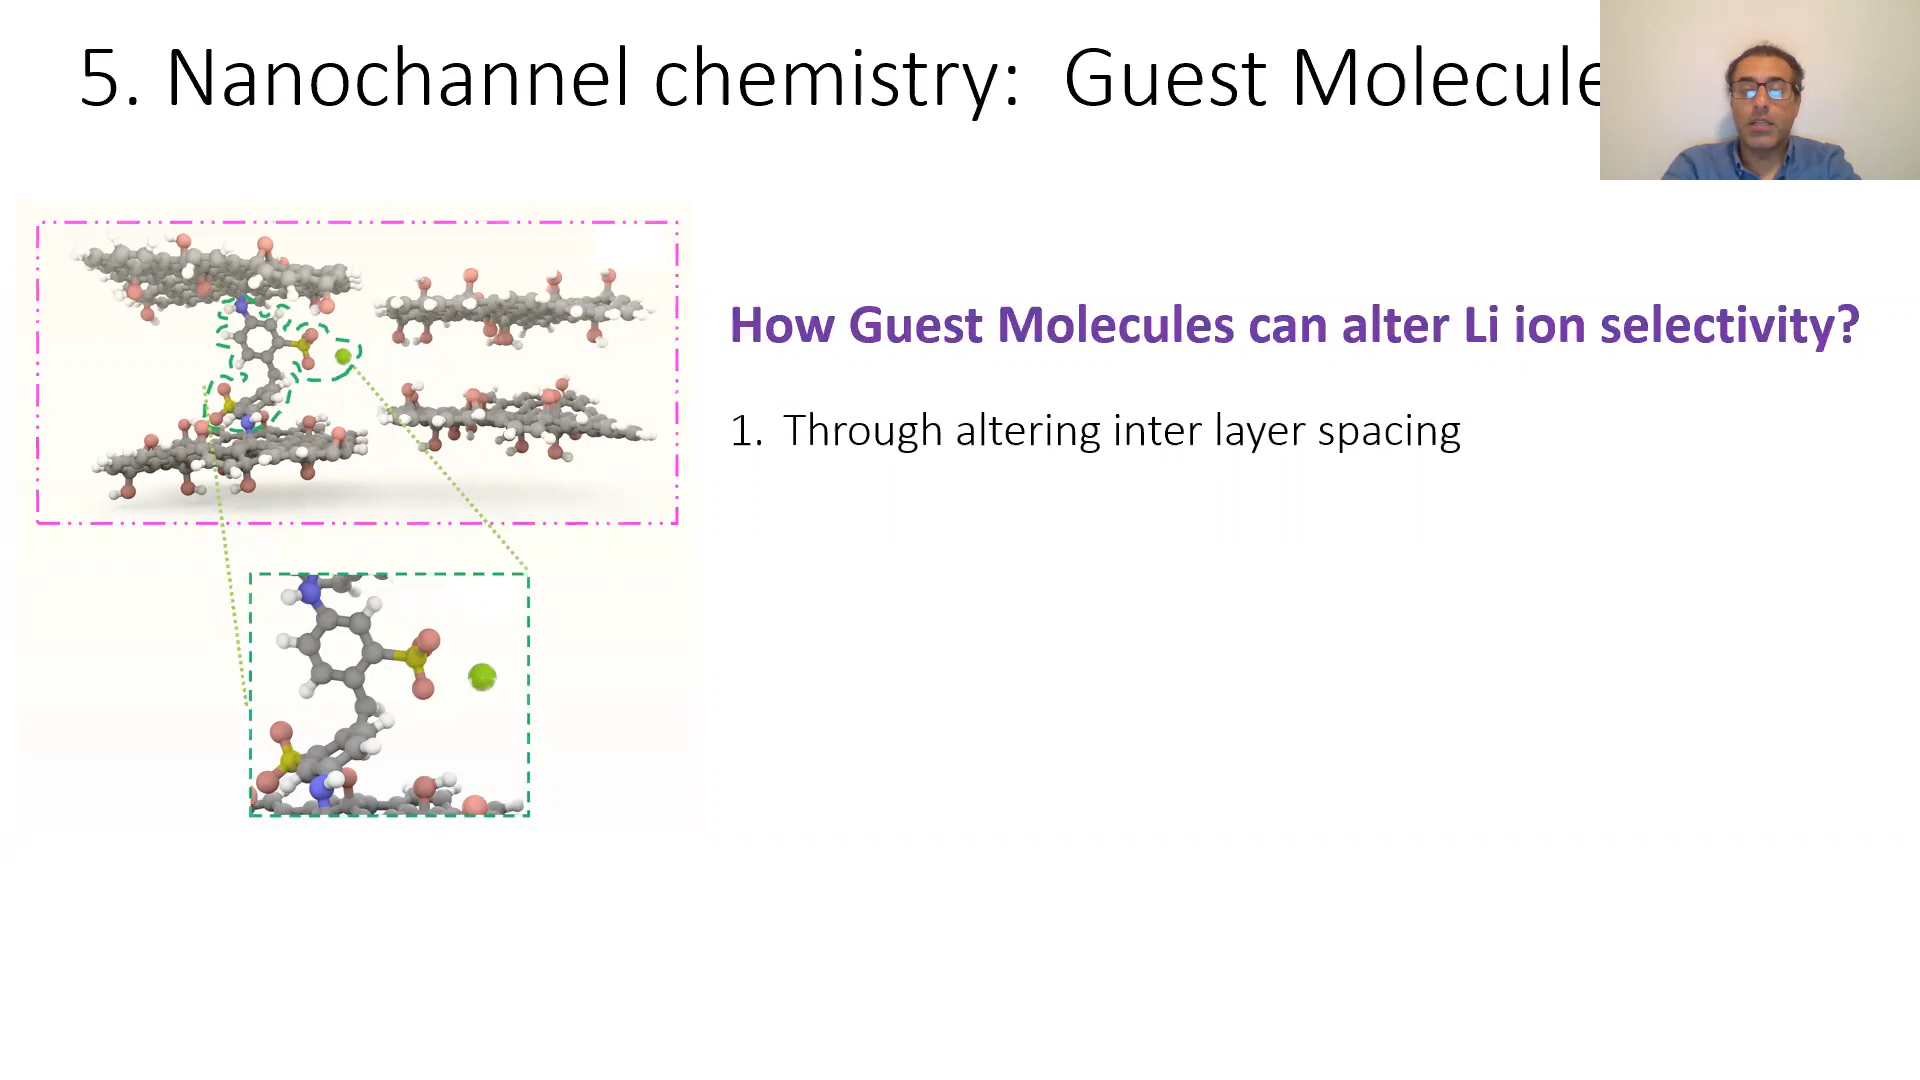 5. Nanochannel chemistry: Guest Molecule
How Guest Molecules can alter Li ion selectivity?
1. Through altering inter layer spacing